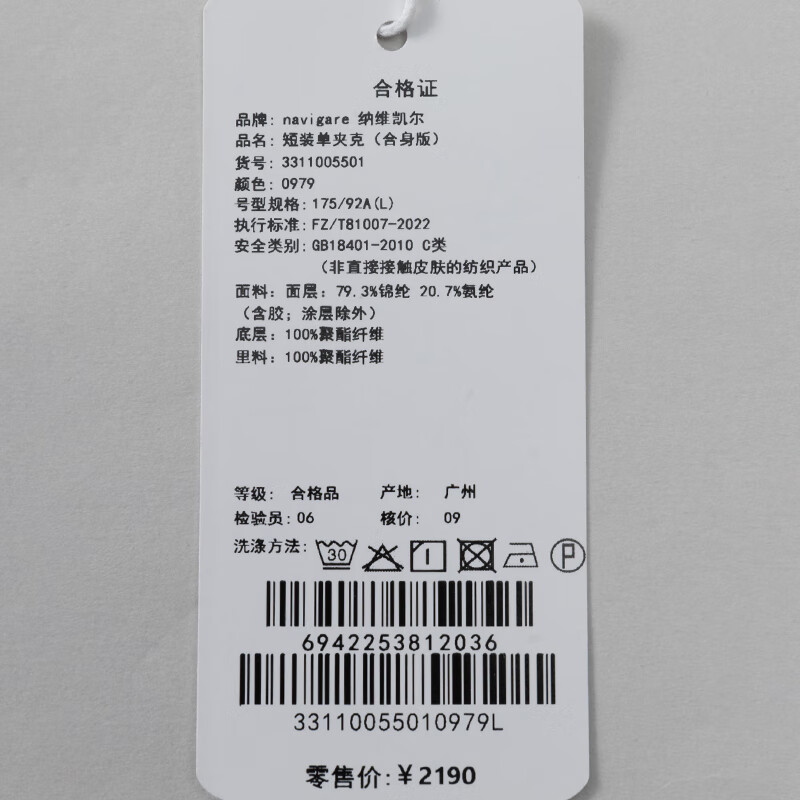 合格证
品牌: navigare 纳维凯尔
品名: 短装单夹克（合身版）
货号: 3311005501
颜色: 0979
号型规格: 175/92A(L)
执行标准: FZ/T81007-2022
安全类别: GB18401-2010 C类
（非直接接触皮肤的纺织产品）
面料: 面层: 79.3%锦纶 20.7%氨纶
（含胶; 涂层除外）
底层: 100%聚酯纤维
里料: 100%聚酯纤维
等级: 合格品 产地: 广州
检验员: 06 核价: 09
洗涤方法: 30 P
6942253812036
33110055010979L
零售价: ¥2190